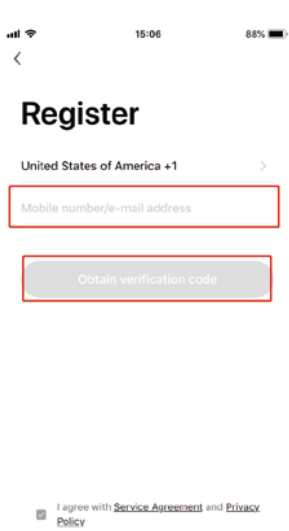 15:06
88%
Register
United States of America +1
Mobile number/e-mail address
Obtain verification code
I agree with Service Agreement and Privacy
Policy